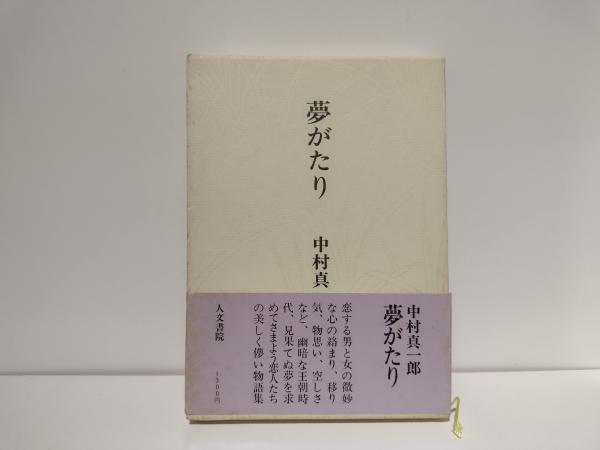 夢がたり
中村真
中村真一郎
夢がたり
恋する男と女の微妙
な心の絡まり、移り
気、物思い、空しさ
など、幽暗な王朝時
代、見果てぬ夢を求
めてさまよう恋人たち
の美しく儚い物語集
人文書院
1300円